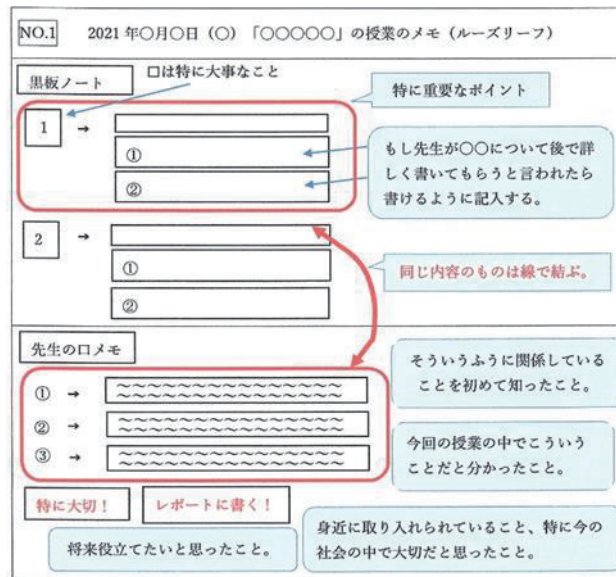 NO.1 2021年〇月〇日（〇）「〇〇〇〇〇」の授業のメモ（ルーズリーフ）
黒板ノート
□は特に大事なこと
特に重要なポイント
1 →
①
②
もし先生が〇〇について後で詳
しく書いてもらうと言われたら
書けるように記入する。
2 →
①
②
同じ内容のものは線で結ぶ。
先生の口メモ
① → 〜〜〜〜〜〜〜〜〜〜〜〜〜〜〜
② → 〜〜〜〜〜〜〜〜〜〜〜〜〜〜〜
③ → 〜〜〜〜〜〜〜〜〜〜〜〜〜〜〜
そういうふうに関係している
ことを初めて知ったこと。
今回の授業の中でこういう
ことだと分かったこと。
特に大切！
レポートに書く！
将来役立てたいと思ったこと。
身近に取り入れられていること、特に今の
社会の中で大切だと思ったこと。